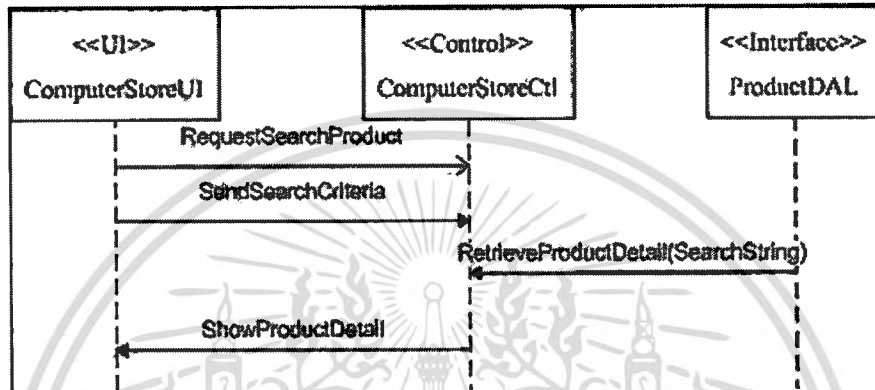 <<UI>>
ComputerStoreUI
<<Control>>
ComputerStoreCtl
<<Interface>>
ProductDAL
RequestSearchProduct
SendSearchCriteria
RetrieveProductDetail(SearchString)
ShowProductDetail